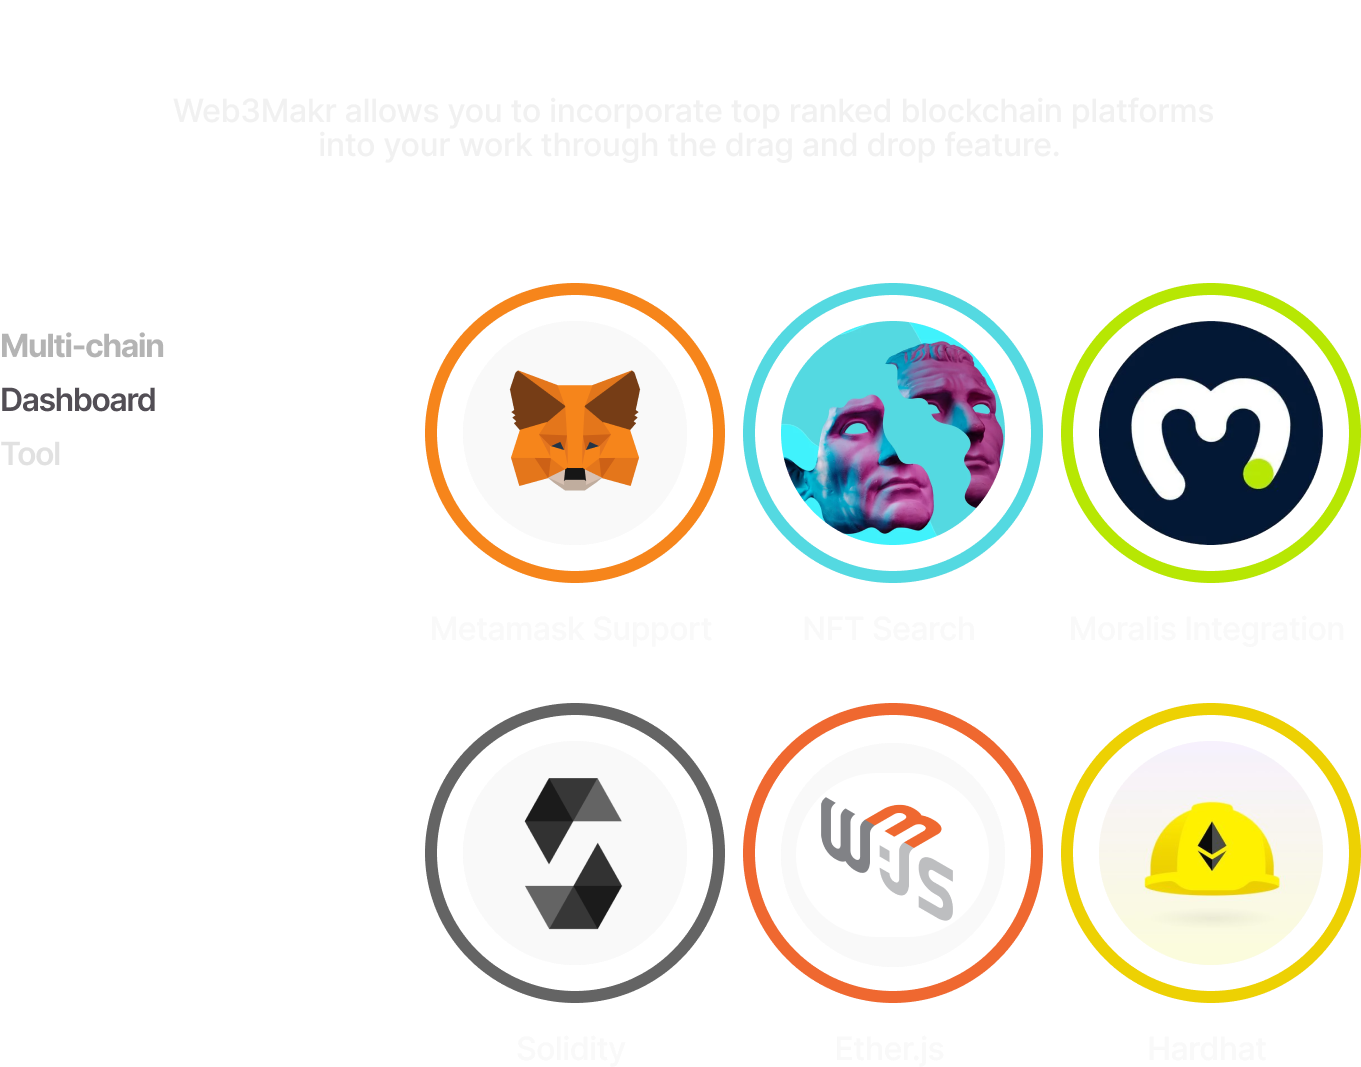 Web3Makr allows you to incorporate top ranked blockchain platforms
into your work through the drag and drop feature.
Multi-chain
Dashboard
Tool
Metamask Support
NFT Search
Moralis Integration
W3JS
Solidity
Ether.js
Hardhat